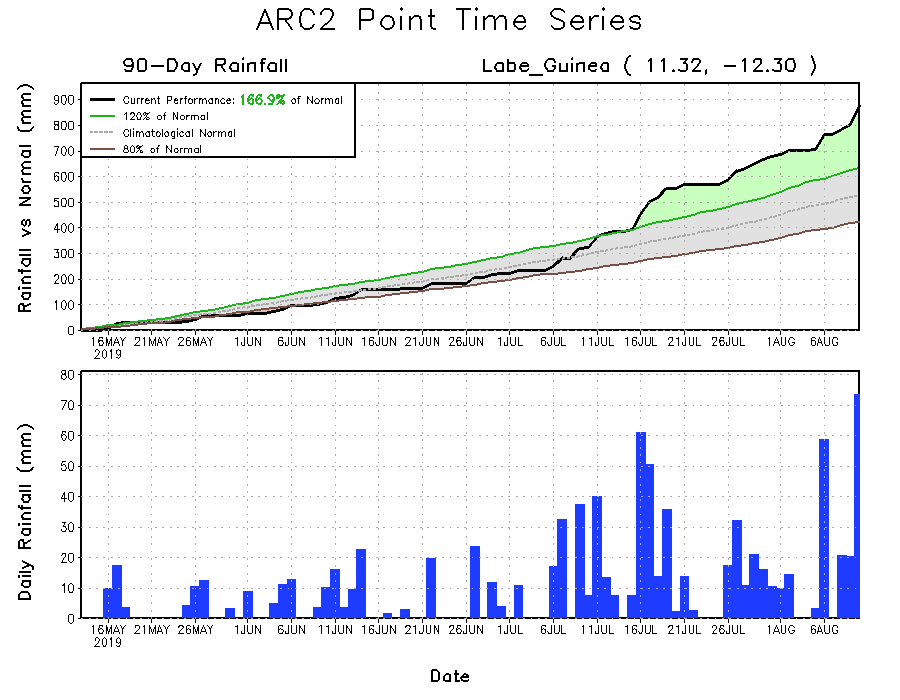 ARC2 Point Time Series
90-Day Rainfall
Labe_Guinea ( 11.32, -12.30 )
Rainfall vs Normal (mm)
900
800
700
600
500
400
300
200
100
0
Current Performance: 166.9% of Normal
120% of Normal
Climatological Normal
80% of Normal
16MAY 21MAY 26MAY 1JUN 6JUN 11JUN 16JUN 21JUN 26JUN 1JUL 6JUL 11JUL 16JUL 21JUL 26JUL 1AUG 6AUG
2019
Daily Rainfall (mm)
80
70
60
50
40
30
20
10
0
16MAY 21MAY 26MAY 1JUN 6JUN 11JUN 16JUN 21JUN 26JUN 1JUL 6JUL 11JUL 16JUL 21JUL 26JUL 1AUG 6AUG
2019
Date